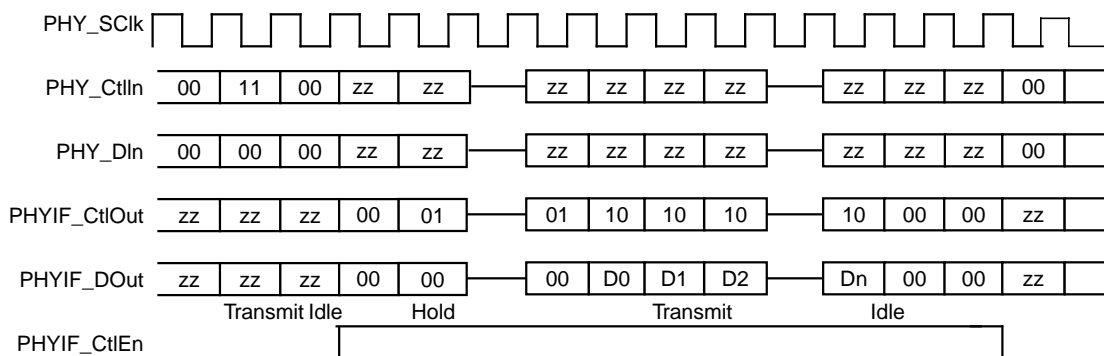 PHY_SClk
PHY_CtlIn 00 11 00 zz zz zz zz zz zz zz zz zz 00
PHY_DIn 00 00 00 zz zz zz zz zz zz zz zz zz 00
PHYIF_CtlOut zz zz zz 00 01 01 10 10 10 10 00 00 zz
PHYIF_DOut zz zz zz 00 00 00 D0 D1 D2 Dn 00 00 zz
Transmit Idle Hold Transmit Idle
PHYIF_CtlEn